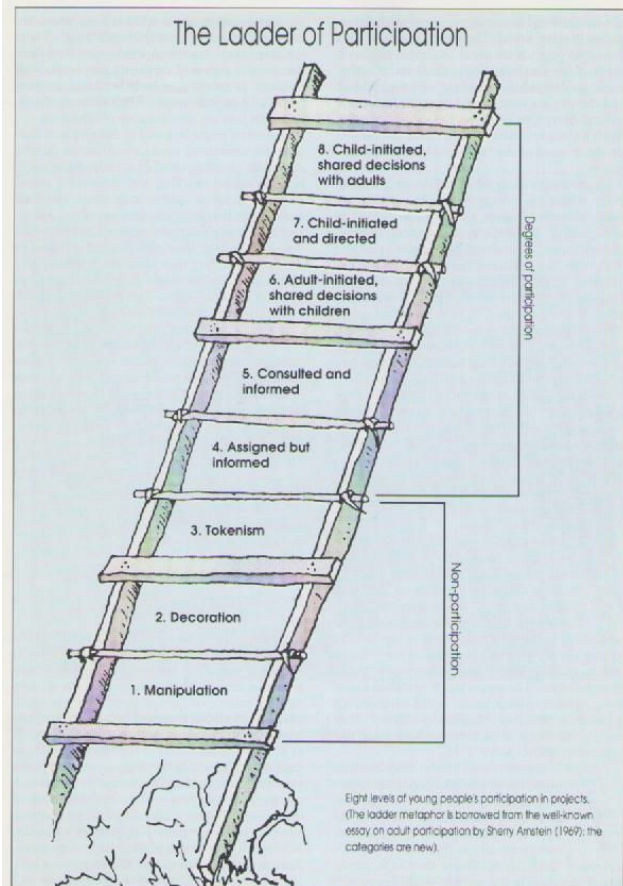 The Ladder of Participation
8. Child-initiated,
shared decisions
with adults
7. Child-initiated
and directed
6. Adult-initiated,
shared decisions
with children
5. Consulted and
informed
4. Assigned but
informed
3. Tokenism
2. Decoration
1. Manipulation
Degrees of participation
Non-participation
Eight levels of young people's participation in projects.
(The ladder metaphor is borrowed from the well-known
essay on adult participation by Sherry Arnstein (1969); the
categories are new).